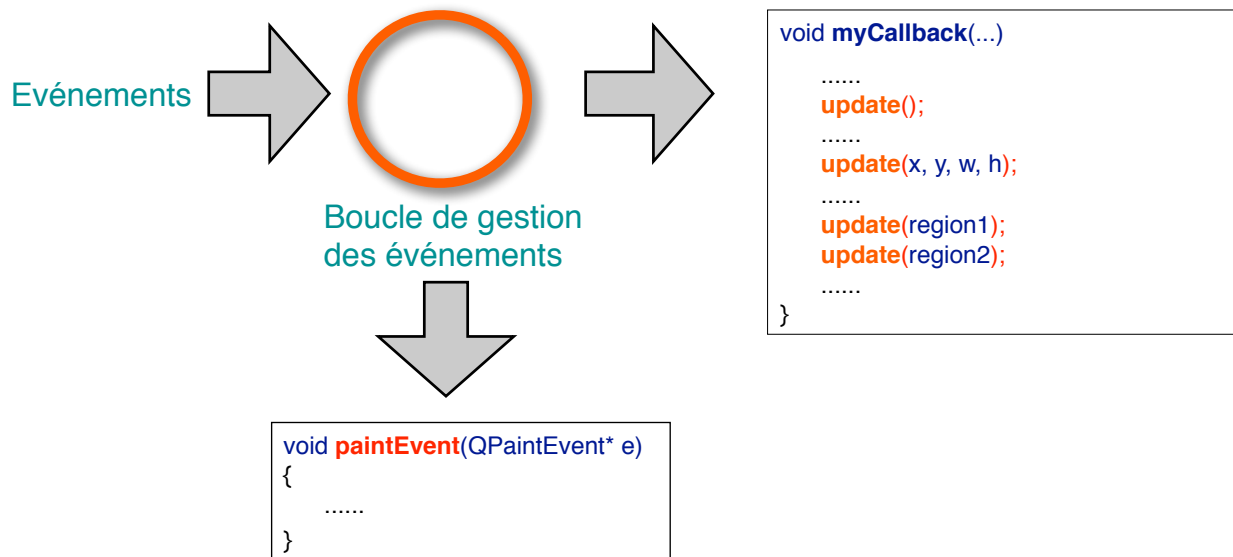 Evénements
Boucle de gestion
des événements
void myCallback(...)
......
update();
......
update(x, y, w, h);
......
update(region1);
update(region2);
......
}
void paintEvent(QPaintEvent* e)
{
......
}